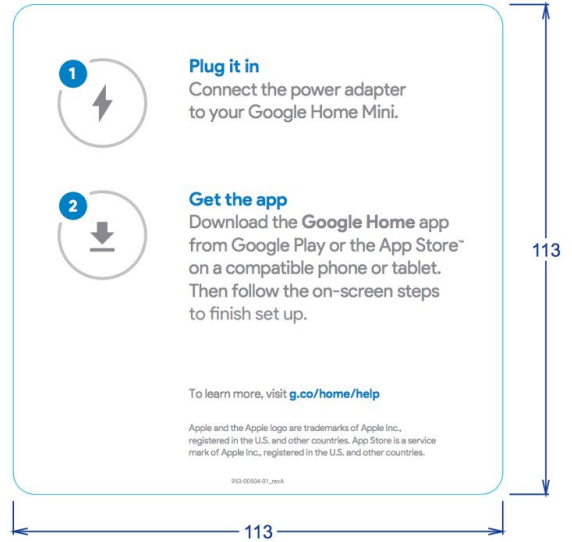 1
Plug it in
Connect the power adapter
to your Google Home Mini.
2
Get the app
Download the Google Home app
from Google Play or the App Store™
on a compatible phone or tablet.
Then follow the on-screen steps
to finish set up.
113
To learn more, visit g.co/home/help
Apple and the Apple logo are trademarks of Apple Inc.,
registered in the U.S. and other countries. App Store is a service
mark of Apple Inc., registered in the U.S. and other countries.
953-00504-01_revA
113